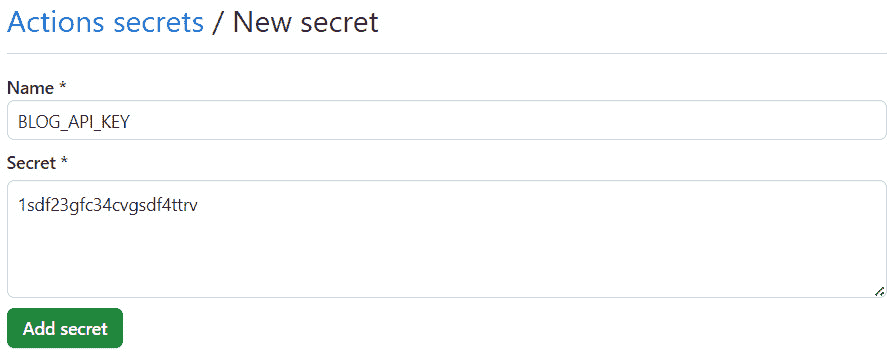 Actions secrets / New secret
Name *
BLOG_API_KEY
Secret *
1sdf23gfc34cvgsdf4ttrv
Add secret